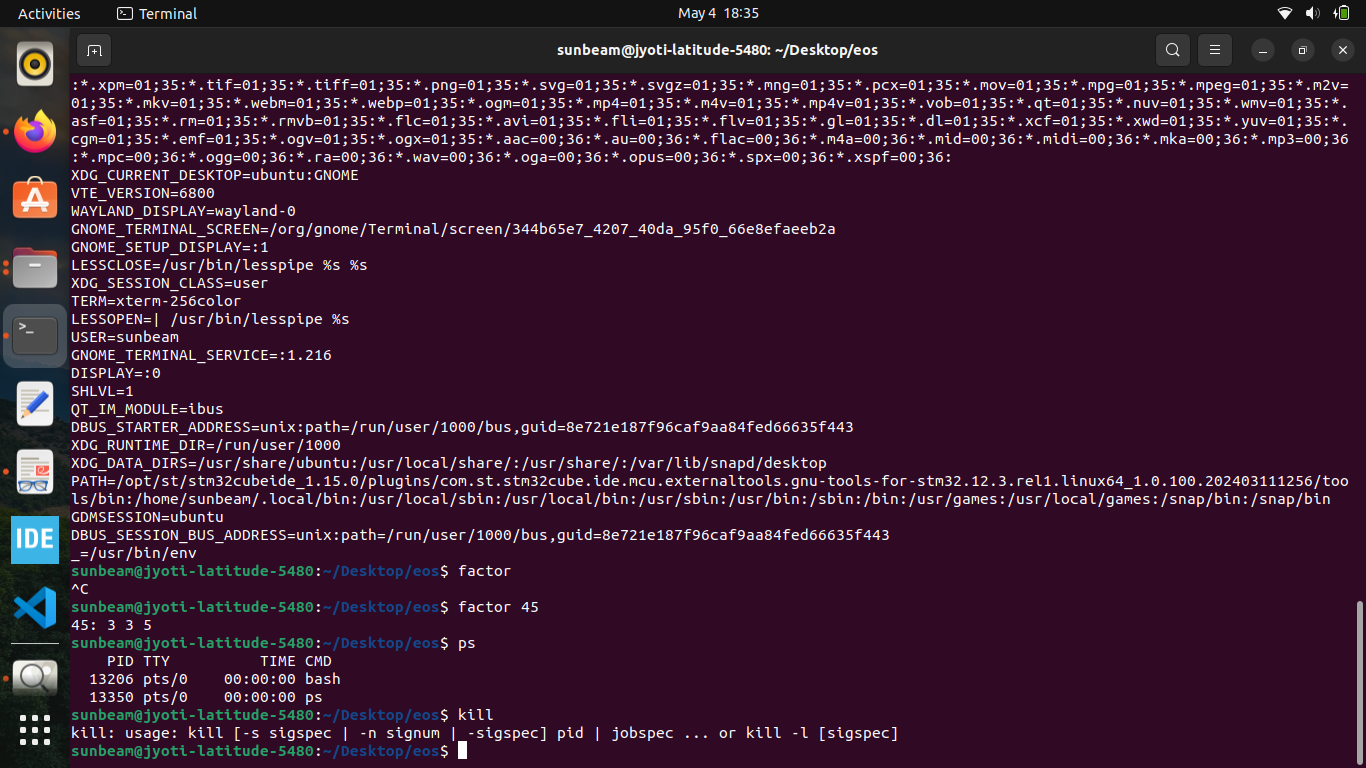 Activities
Terminal
May 4 18:35
sunbeam@jyoti-latitude-5480: ~/Desktop/eos
:*.xpm=01;35:*.tif=01;35:*.tiff=01;35:*.png=01;35:*.svg=01;35:*.svgz=01;35:*.mng=01;35:*.pcx=01;35:*.mov=01;35:*.mpg=01;35:*.mpeg=01;35:*.m2v=
01;35:*.mkv=01;35:*.webm=01;35:*.webp=01;35:*.ogm=01;35:*.mp4=01;35:*.m4v=01;35:*.mp4v=01;35:*.vob=01;35:*.qt=01;35:*.nuv=01;35:*.wmv=01;35:*.
asf=01;35:*.rm=01;35:*.rmvb=01;35:*.flc=01;35:*.avi=01;35:*.fli=01;35:*.flv=01;35:*.gl=01;35:*.dl=01;35:*.xcf=01;35:*.xwd=01;35:*.yuv=01;35:*.
cgm=01;35:*.emf=01;35:*.ogv=01;35:*.ogx=01;35:*.aac=00;36:*.au=00;36:*.flac=00;36:*.m4a=00;36:*.mid=00;36:*.midi=00;36:*.mka=00;36:*.mp3=00;36
:*.mpc=00;36:*.ogg=00;36:*.ra=00;36:*.wav=00;36:*.oga=00;36:*.opus=00;36:*.spx=00;36:*.xspf=00;36:
XDG_CURRENT_DESKTOP=ubuntu:GNOME
VTE_VERSION=6800
WAYLAND_DISPLAY=wayland-0
GNOME_TERMINAL_SCREEN=/org/gnome/Terminal/screen/344b65e7_4207_40da_95f0_66e8efaeeb2a
GNOME_SETUP_DISPLAY=:1
LESSCLOSE=/usr/bin/lesspipe %s %s
XDG_SESSION_CLASS=user
TERM=xterm-256color
LESSOPEN=| /usr/bin/lesspipe %s
USER=sunbeam
GNOME_TERMINAL_SERVICE=:1.216
DISPLAY=:0
SHLVL=1
QT_IM_MODULE=ibus
DBUS_STARTER_ADDRESS=unix:path=/run/user/1000/bus,guid=8e721e187f96caf9aa84fed66635f443
XDG_RUNTIME_DIR=/run/user/1000
XDG_DATA_DIRS=/usr/share/ubuntu:/usr/local/share/:/usr/share/:/var/lib/snapd/desktop
PATH=/opt/st/stm32cubeide_1.15.0/plugins/com.st.stm32cube.ide.mcu.externaltools.gnu-tools-for-stm32.12.3.rel1.linux64_1.0.100.202403111256/too
ls/bin:/home/sunbeam/.local/bin:/usr/local/sbin:/usr/local/bin:/usr/sbin:/usr/bin:/sbin:/bin:/usr/games:/usr/local/games:/snap/bin:/snap/bin
GDMSESSION=ubuntu
DBUS_SESSION_BUS_ADDRESS=unix:path=/run/user/1000/bus,guid=8e721e187f96caf9aa84fed66635f443
_=/usr/bin/env
sunbeam@jyoti-latitude-5480:~/Desktop/eos$ factor
^C
sunbeam@jyoti-latitude-5480:~/Desktop/eos$ factor 45
45: 3 3 5
sunbeam@jyoti-latitude-5480:~/Desktop/eos$ ps
    PID TTY          TIME CMD
  13206 pts/0    00:00:00 bash
  13350 pts/0    00:00:00 ps
sunbeam@jyoti-latitude-5480:~/Desktop/eos$ kill
kill: usage: kill [-s sigspec | -n signum | -sigspec] pid | jobspec ... or kill -l [sigspec]
sunbeam@jyoti-latitude-5480:~/Desktop/eos$
IDE